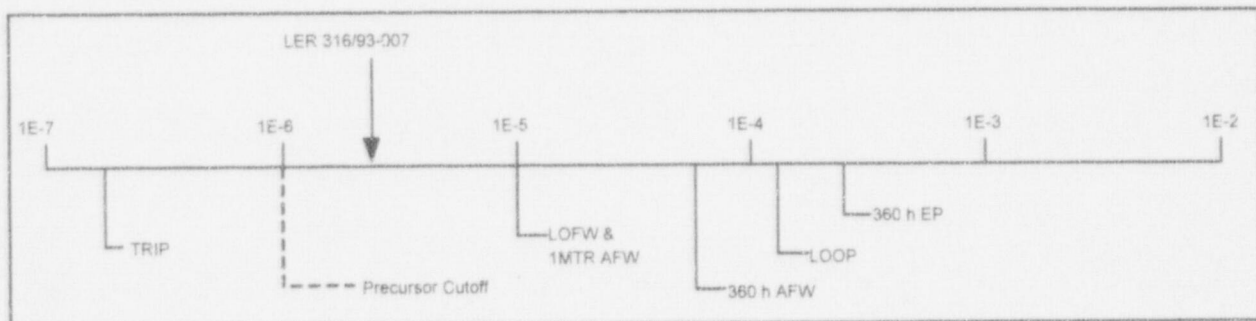 LER 316/93-007
1E-7 1E-6 1E-5 1E-4 1E-3 1E-2
360 h EP
TRIP
LOFW &
1MTR AFW
LOOP
Precursor Cutoff
360 h AFW